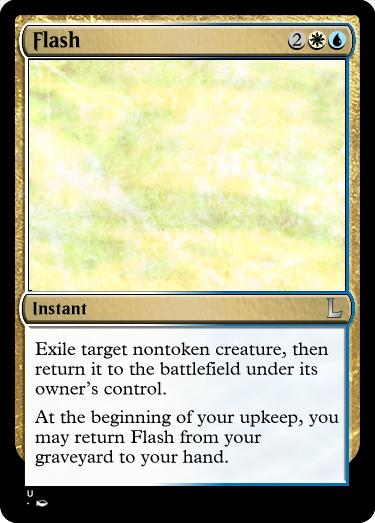 Flash 2
Instant L
Exile target nontoken creature, then
return it to the battlefield under its
owner's control.
At the beginning of your upkeep, you
may return Flash from your
graveyard to your hand.
U